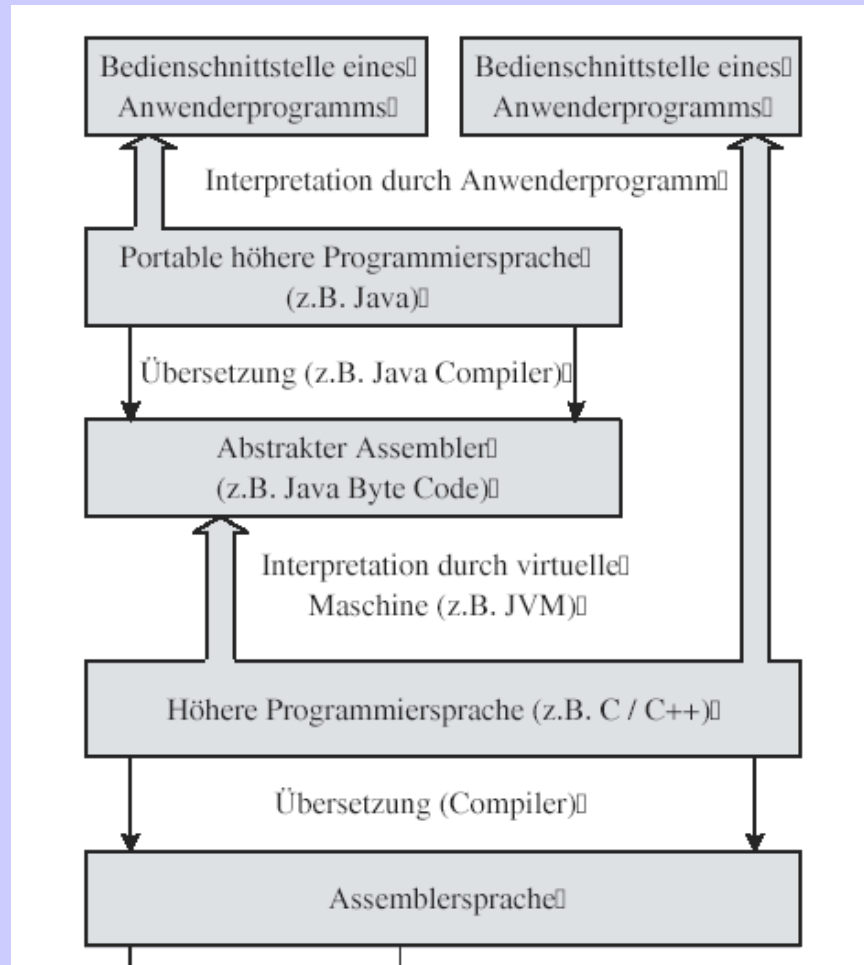 Bedienschnittstelle eines
Anwenderprogramms
Bedienschnittstelle eines
Anwenderprogramms
Interpretation durch Anwenderprogramm
Portable höhere Programmiersprache
(z.B. Java)
Übersetzung (z.B. Java Compiler)
Abstrakter Assembler
(z.B. Java Byte Code)
Interpretation durch virtuelle
Maschine (z.B. JVM)
Höhere Programmiersprache (z.B. C / C++)
Übersetzung (Compiler)
Assemblersprache